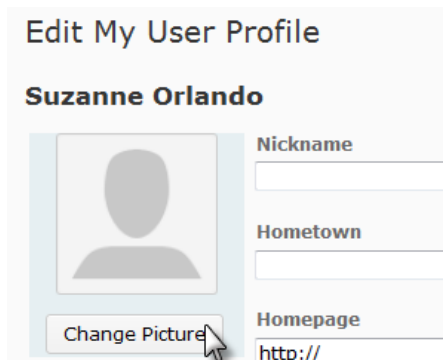 Edit My User Profile
Suzanne Orlando
Nickname
Hometown
Homepage
http://
Change Picture